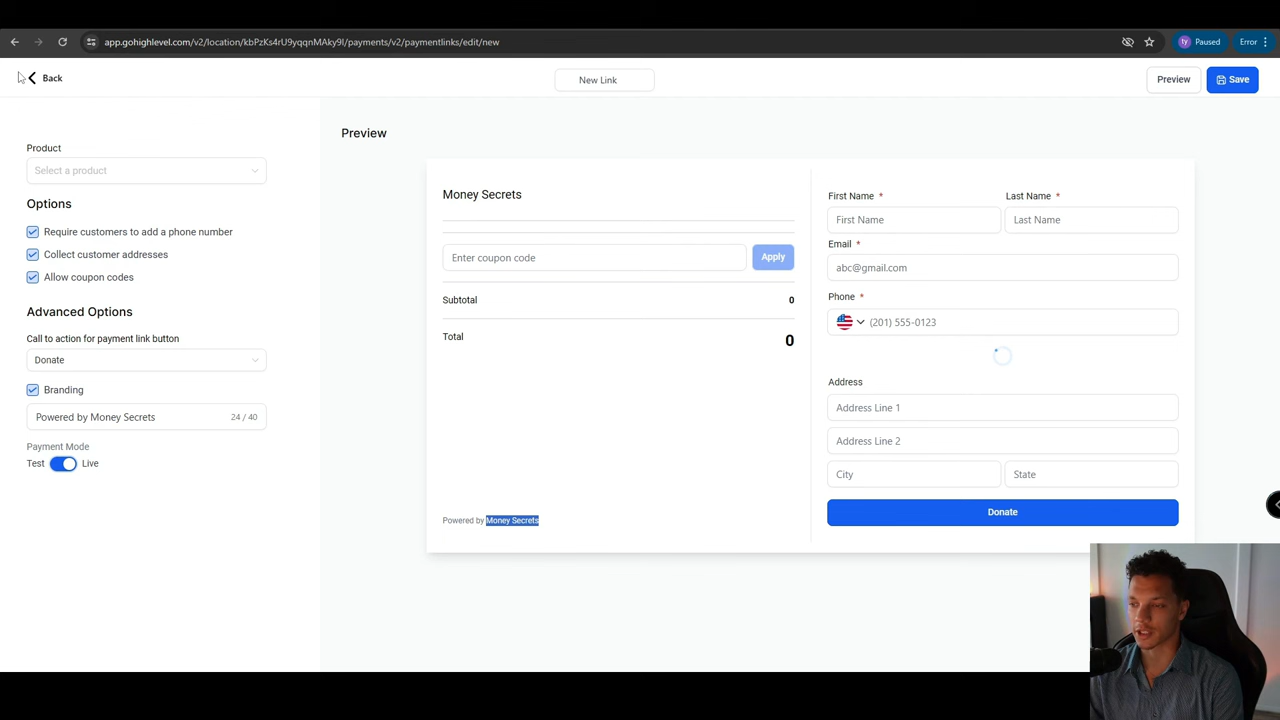 app.gohighlevel.com/v2/location/kbPzKs4rU9yqqnMAky9I/payments/v2/paymentlinks/edit/new
ty
Paused
Error
Back
New Link
Preview
Save
Product
Select a product
Options
Require customers to add a phone number
Collect customer addresses
Allow coupon codes
Advanced Options
Call to action for payment link button
Donate
Branding
Powered by Money Secrets
24 / 40
Payment Mode
Test
Live
Preview
Money Secrets
Enter coupon code
Apply
Subtotal
0
Total
0
Powered by Money Secrets
First Name *
Last Name *
First Name
Last Name
Email *
abc@gmail.com
Phone *
(201) 555-0123
Address
Address Line 1
Address Line 2
City
State
Donate